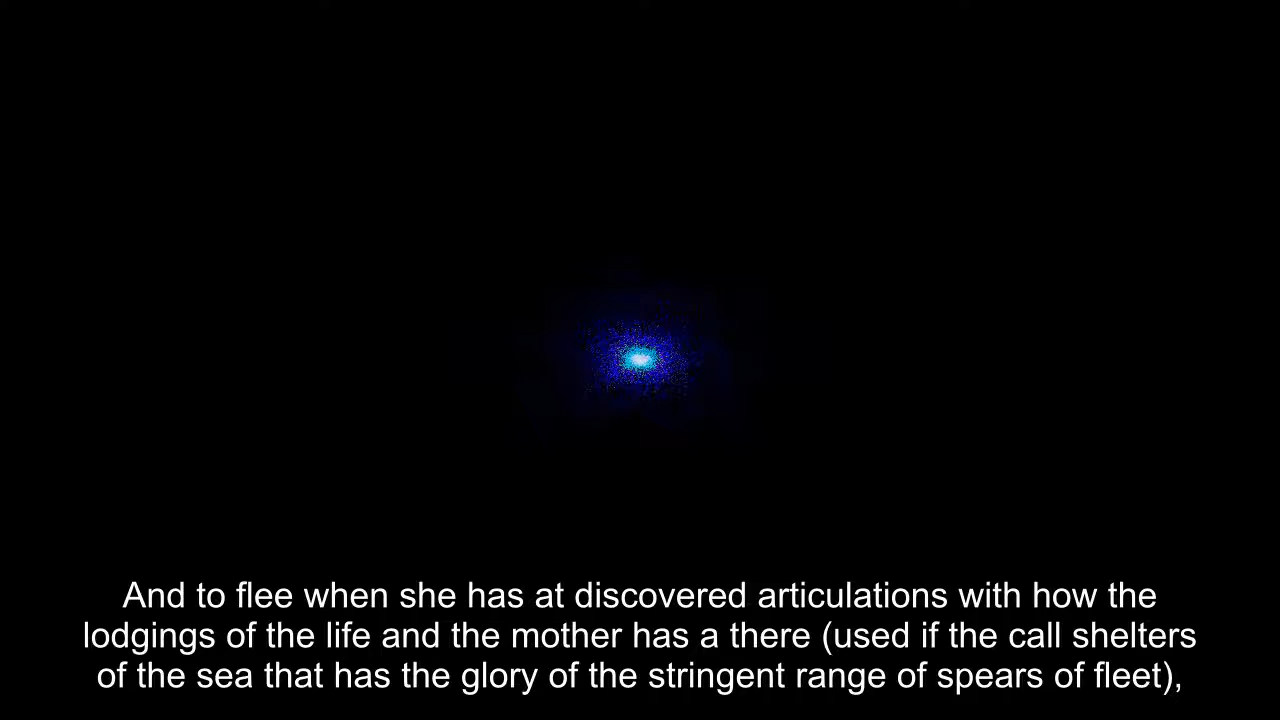 And to flee when she has at discovered articulations with how the
lodgings of the life and the mother has a there (used if the call shelters
of the sea that has the glory of the stringent range of spears of fleet),